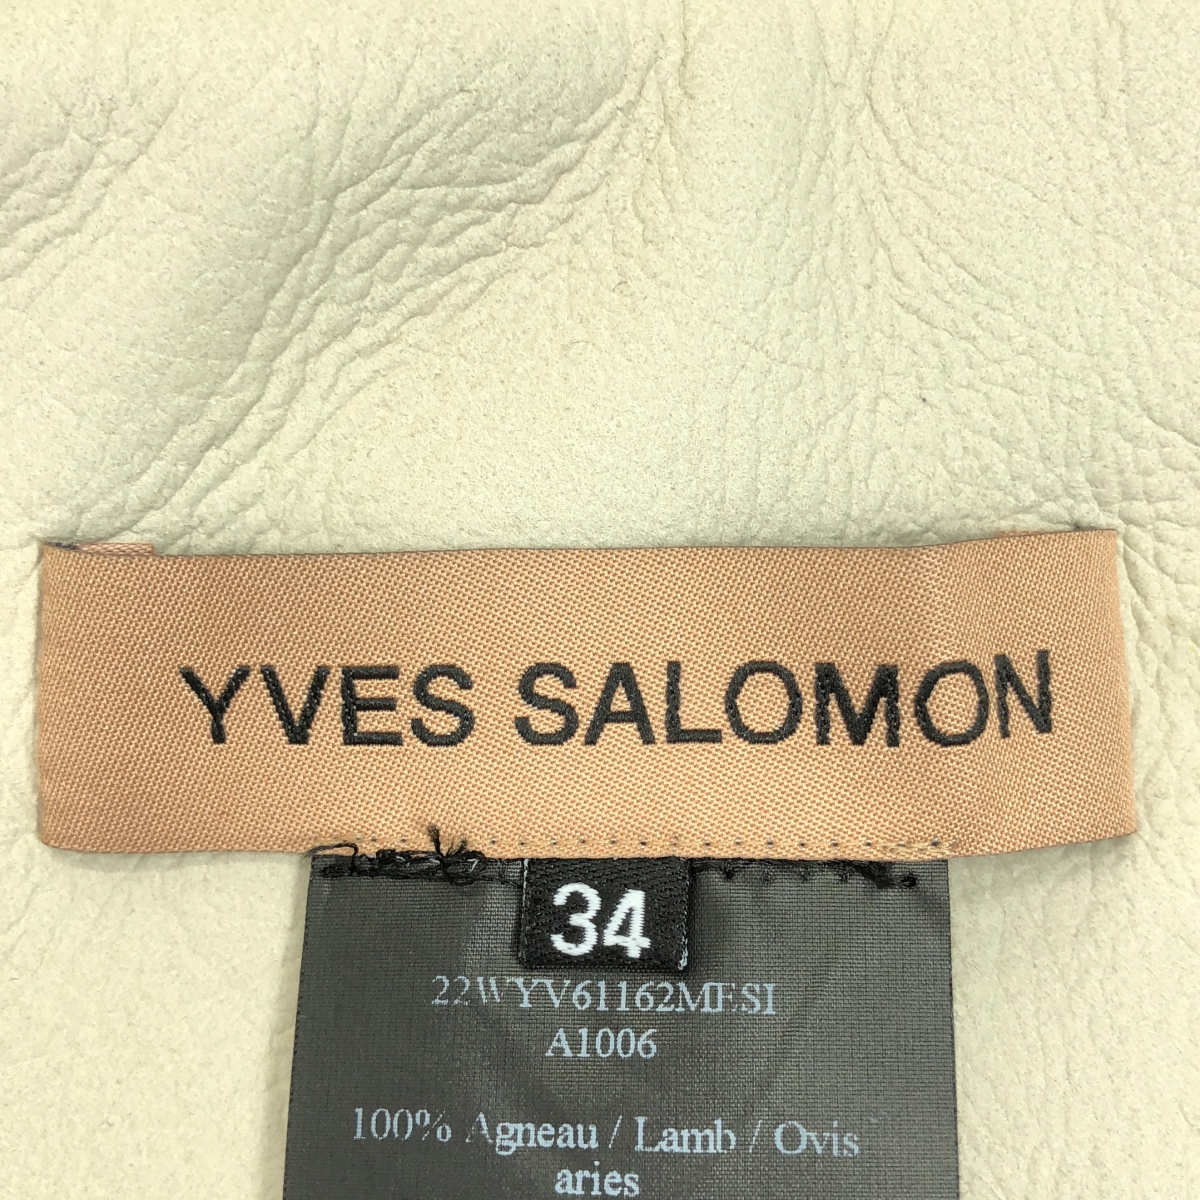 YVES SALOMON
34
22WYV61162MESI
A1006
100% Agneau / Lamb / Ovis
aries